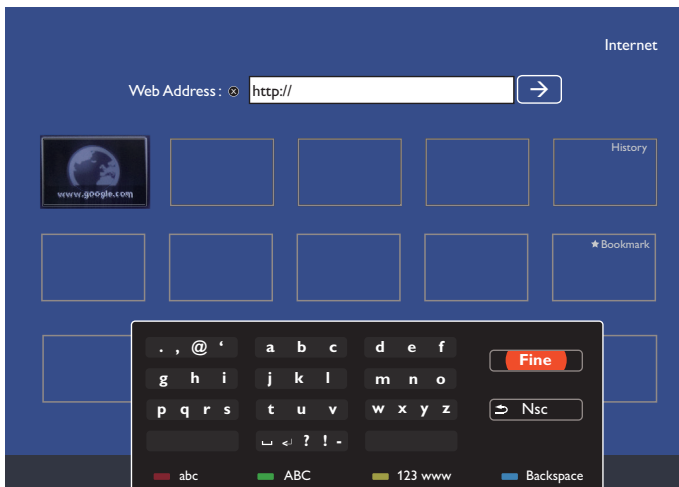 Internet
Web Address : ⓧ http://
www.google.com
History
★ Bookmark
. , @ ‘ a b c d e f
Fine
g h i j k l m n o
p q r s t u v w x y z
Nsc
␣ ↵ ? ! -
abc ABC 123 www Backspace